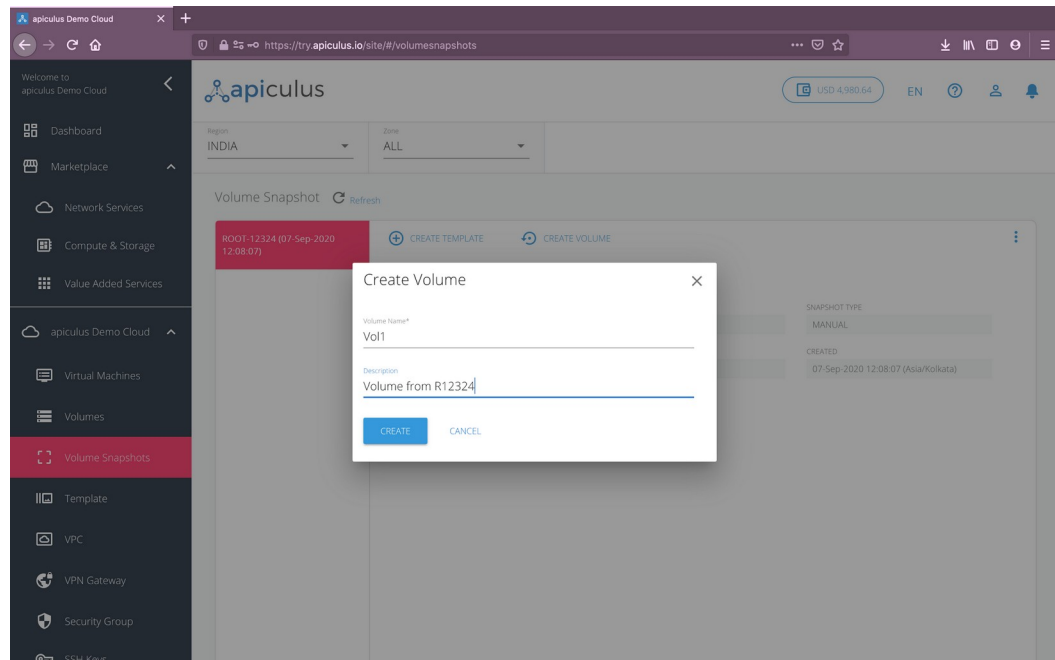 apiculus Demo Cloud
https://try.apiculus.io/site/#/volumesnapshots
Welcome to
apiculus Demo Cloud
Dashboard
Marketplace
Network Services
Compute & Storage
Value Added Services
apiculus Demo Cloud
Virtual Machines
Volumes
Volume Snapshots
Template
VPC
VPN Gateway
Security Group
SSH Keys
apiculus
USD 4,980.64
EN
Region
INDIA
Zone
ALL
Volume Snapshot
Refresh
ROOT-12324 (07-Sep-2020
12:08:07)
CREATE TEMPLATE
CREATE VOLUME
SNAPSHOT TYPE
MANUAL
CREATED
07-Sep-2020 12:08:07 (Asia/Kolkata)
Create Volume
Volume Name*
Vol1
Description
Volume from R12324
CREATE
CANCEL